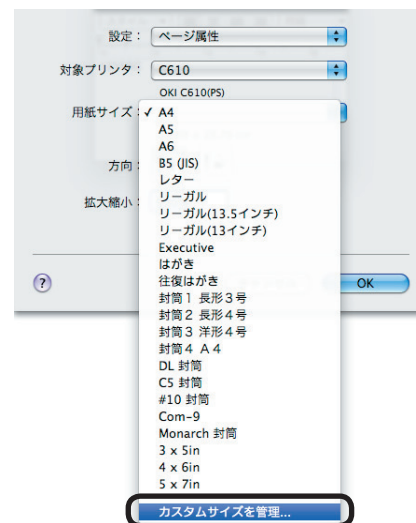 設定： ページ属性
対象プリンタ： C610
OKI C610(PS)
用紙サイズ： ✓ A4
A5
A6
方向： B5 (JIS)
レター
拡大縮小： リーガル
リーガル(13.5インチ)
リーガル(13インチ)
Executive
はがき
? 往復はがき OK
封筒1 長形3号
封筒2 長形4号
封筒3 洋形4号
封筒4 A4
DL 封筒
C5 封筒
#10 封筒
Com-9
Monarch 封筒
3 x 5in
4 x 6in
5 x 7in
カスタムサイズを管理...